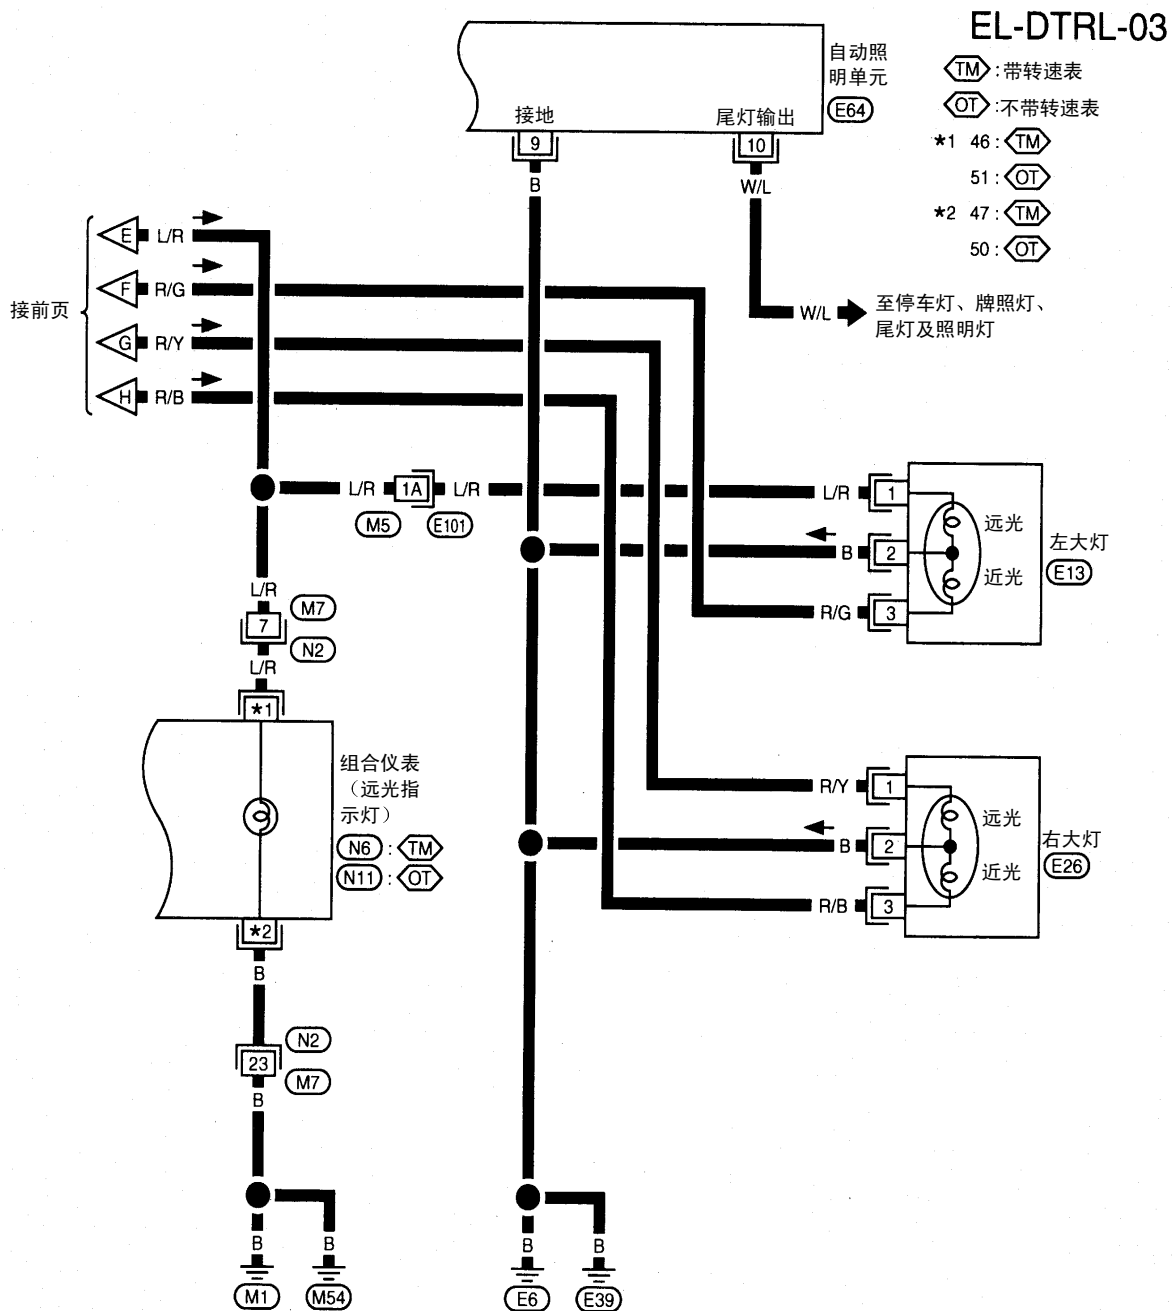 EL-DTRL-03
TM :带转速表
OT :不带转速表
*1 46: TM
51: OT
*2 47: TM
50: OT
自动照
明单元
E64
接地
尾灯输出
9
10
B
W/L
W/L
至停车灯、牌照灯、
尾灯及照明灯
接前页
E L/R
F R/G
G R/Y
H R/B
L/R 1A L/R
M5 E101
L/R 1
B 2
R/G 3
远光
近光
左大灯
E13
L/R
7
M7
N2
L/R
*1
组合仪表
(远光指
示灯)
N6 : TM
N11 : OT
*2
B
R/Y 1
B 2
R/B 3
远光
近光
右大灯
E26
N2
23
M7
B
B B
M1 M54
B B
E6 E39